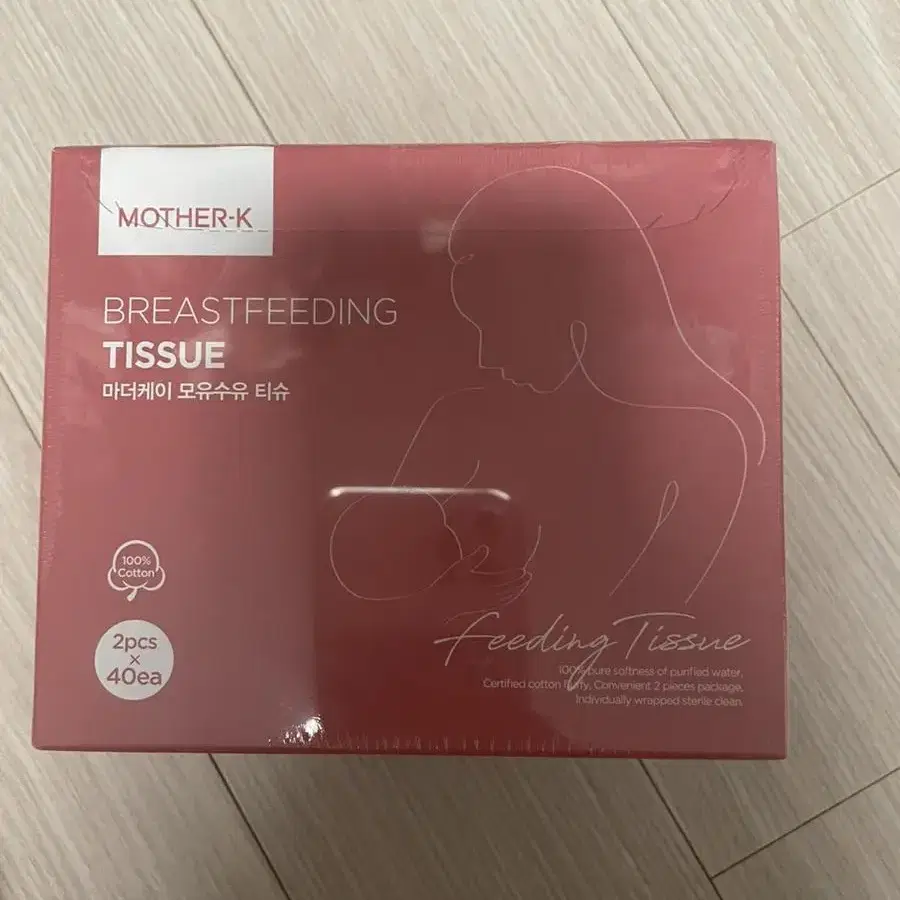 MOTHER-K
BREASTFEEDING
TISSUE
마더케이 모유수유 티슈
100%
Cotton
2pcs
×
40ea
Feeding Tissue
100% pure softness of purified water,
Certified cotton fluffy, Convenient 2 pieces package,
Individually wrapped sterile clean.